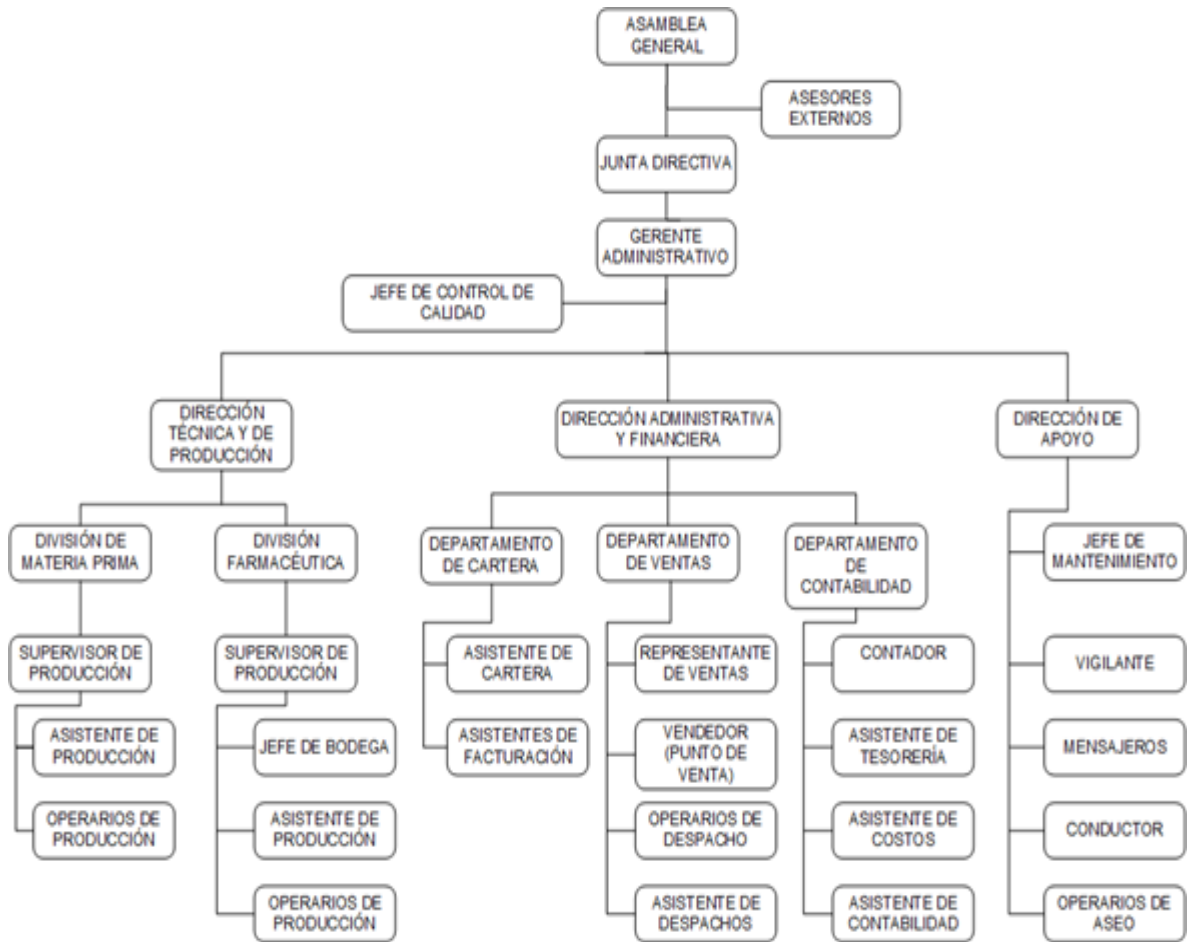 ASAMBLEA
GENERAL
ASESORES
EXTERNOS
JUNTA DIRECTIVA
GERENTE
ADMINISTRATIVO
JEFE DE CONTROL DE
CALIDAD
DIRECCIÓN
TÉCNICA Y DE
PRODUCCIÓN
DIRECCIÓN ADMINISTRATIVA
Y FINANCIERA
DIRECCIÓN DE
APOYO
DIVISIÓN DE
MATERIA PRIMA
DIVISIÓN
FARMACÉUTICA
DEPARTAMENTO
DE CARTERA
DEPARTAMENTO
DE VENTAS
DEPARTAMENTO
DE
CONTABILIDAD
JEFE DE
MANTENIMIENTO
SUPERVISOR DE
PRODUCCIÓN
SUPERVISOR DE
PRODUCCIÓN
ASISTENTE DE
CARTERA
REPRESENTANTE
DE VENTAS
CONTADOR
VIGILANTE
ASISTENTE DE
PRODUCCIÓN
JEFE DE BODEGA
ASISTENTES DE
FACTURACIÓN
VENDEDOR
(PUNTO DE
VENTA)
ASISTENTE DE
TESORERÍA
MENSAJEROS
OPERARIOS DE
PRODUCCIÓN
ASISTENTE DE
PRODUCCIÓN
OPERARIOS DE
DESPACHO
ASISTENTE DE
COSTOS
CONDUCTOR
OPERARIOS DE
PRODUCCIÓN
ASISTENTE DE
DESPACHOS
ASISTENTE DE
CONTABILIDAD
OPERARIOS DE
ASEO